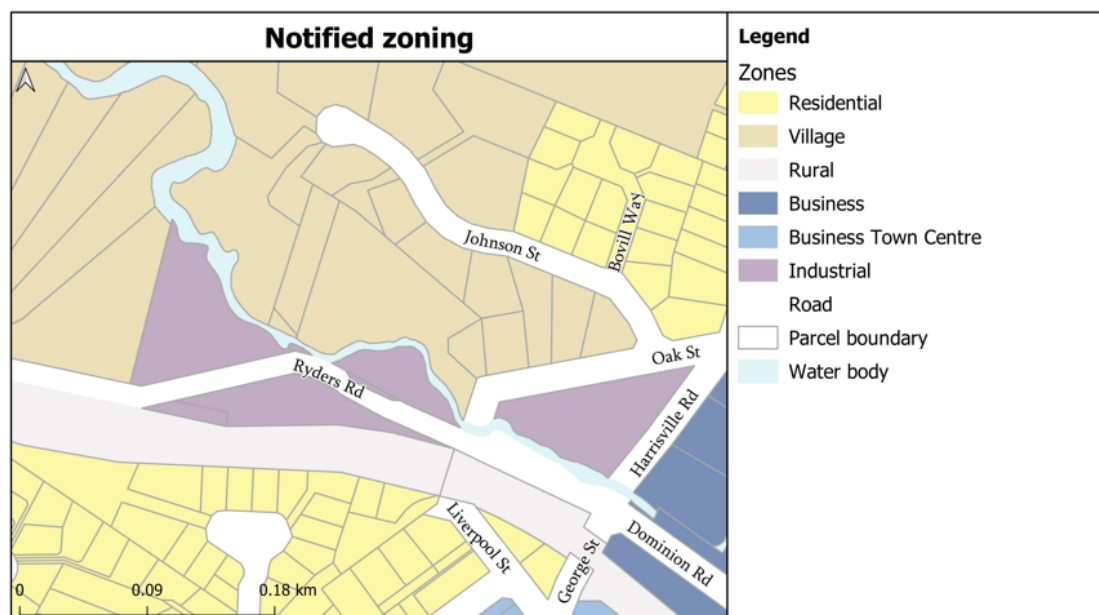 Notified zoning
Johnson St
Bovill Way
Oak St
Ryders Rd
Harrisville Rd
Liverpool St
George St
Dominion Rd
0 0.09 0.18 km
Legend
Zones
Residential
Village
Rural
Business
Business Town Centre
Industrial
Road
Parcel boundary
Water body